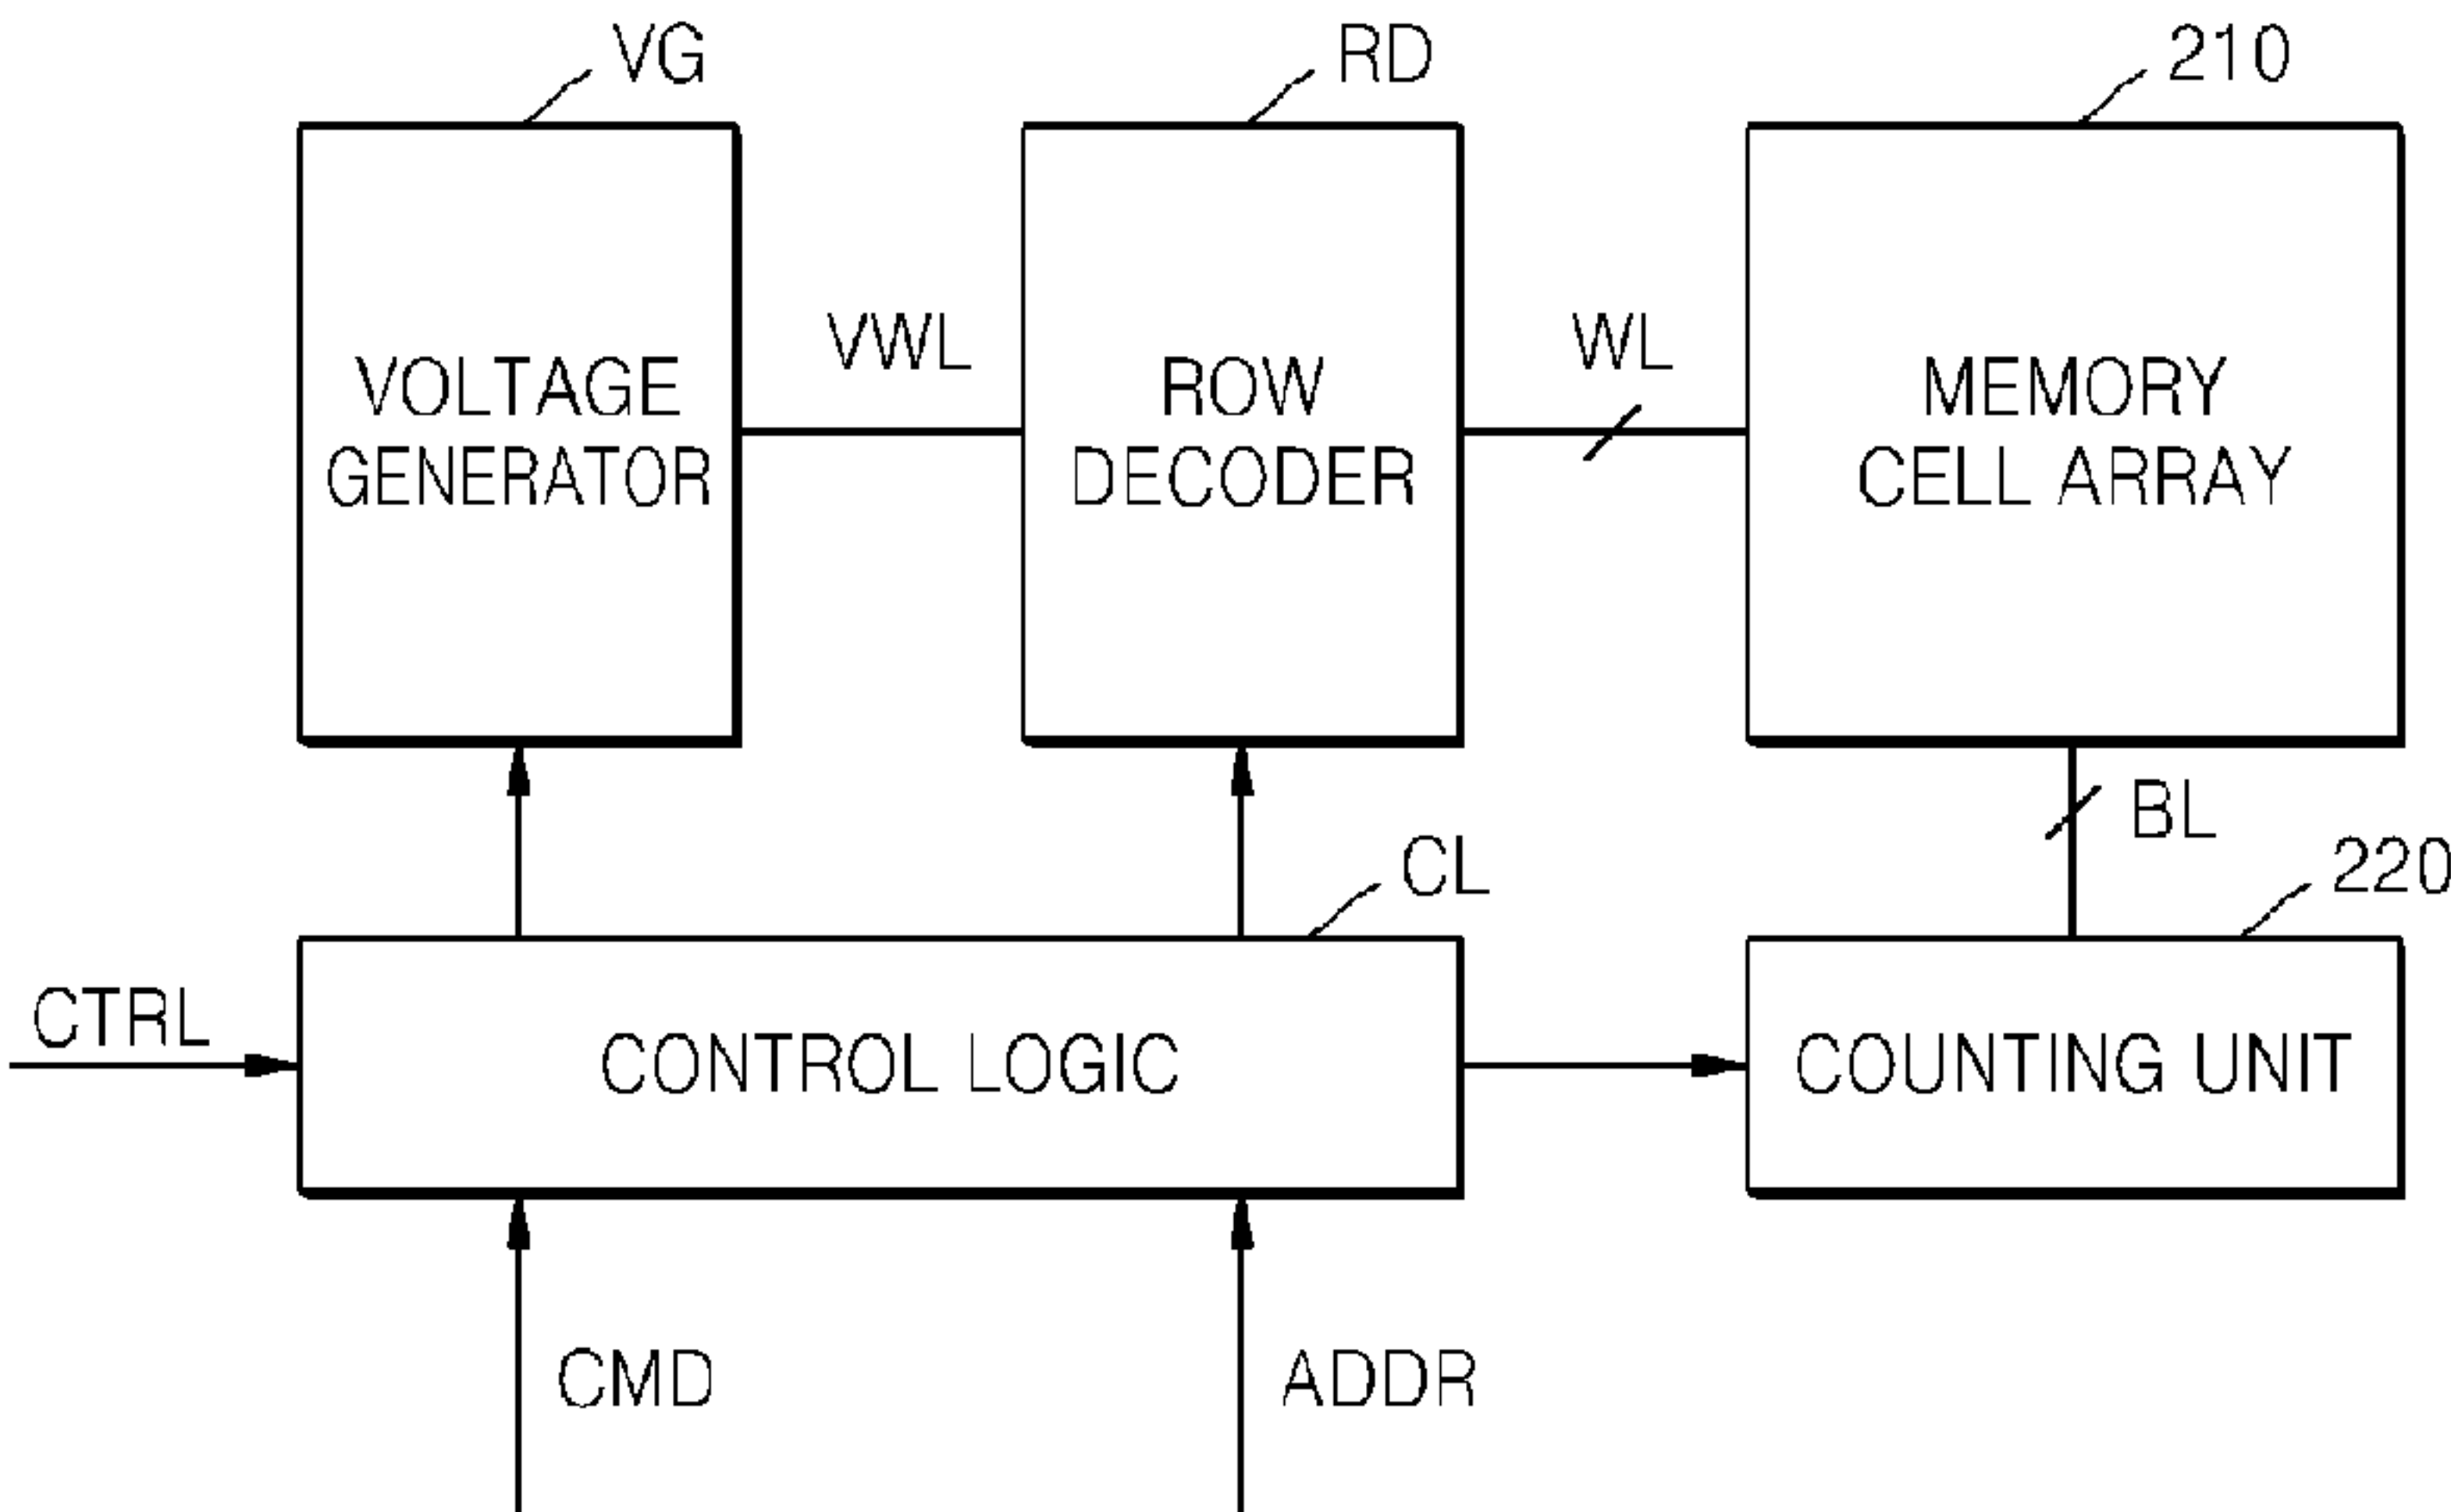 VG
RD
210
VOLTAGE
GENERATOR
VWL
ROW
DECODER
WL
MEMORY
CELL ARRAY
BL
CL
220
CTRL
CONTROL LOGIC
COUNTING UNIT
CMD
ADDR